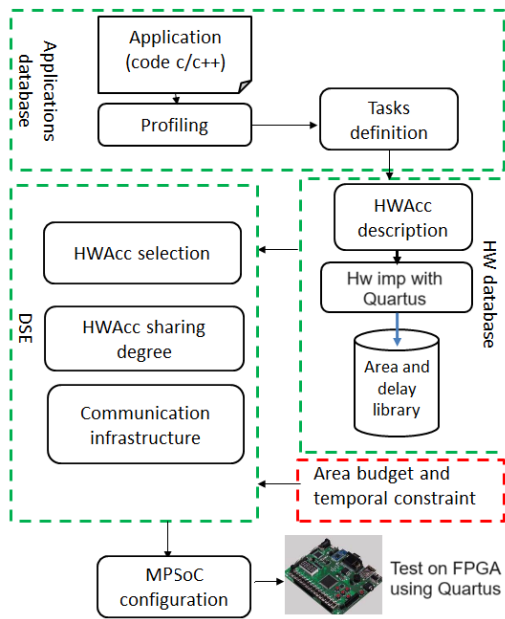 Applications
database
Application
(code c/c++)
Profiling
Tasks
definition
DSE
HWAcc selection
HWAcc sharing
degree
Communication
infrastructure
HW database
HWAcc
description
Hw imp with
Quartus
Area and
delay
library
Area budget and
temporal constraint
MPSoC
configuration
Test on FPGA
using Quartus